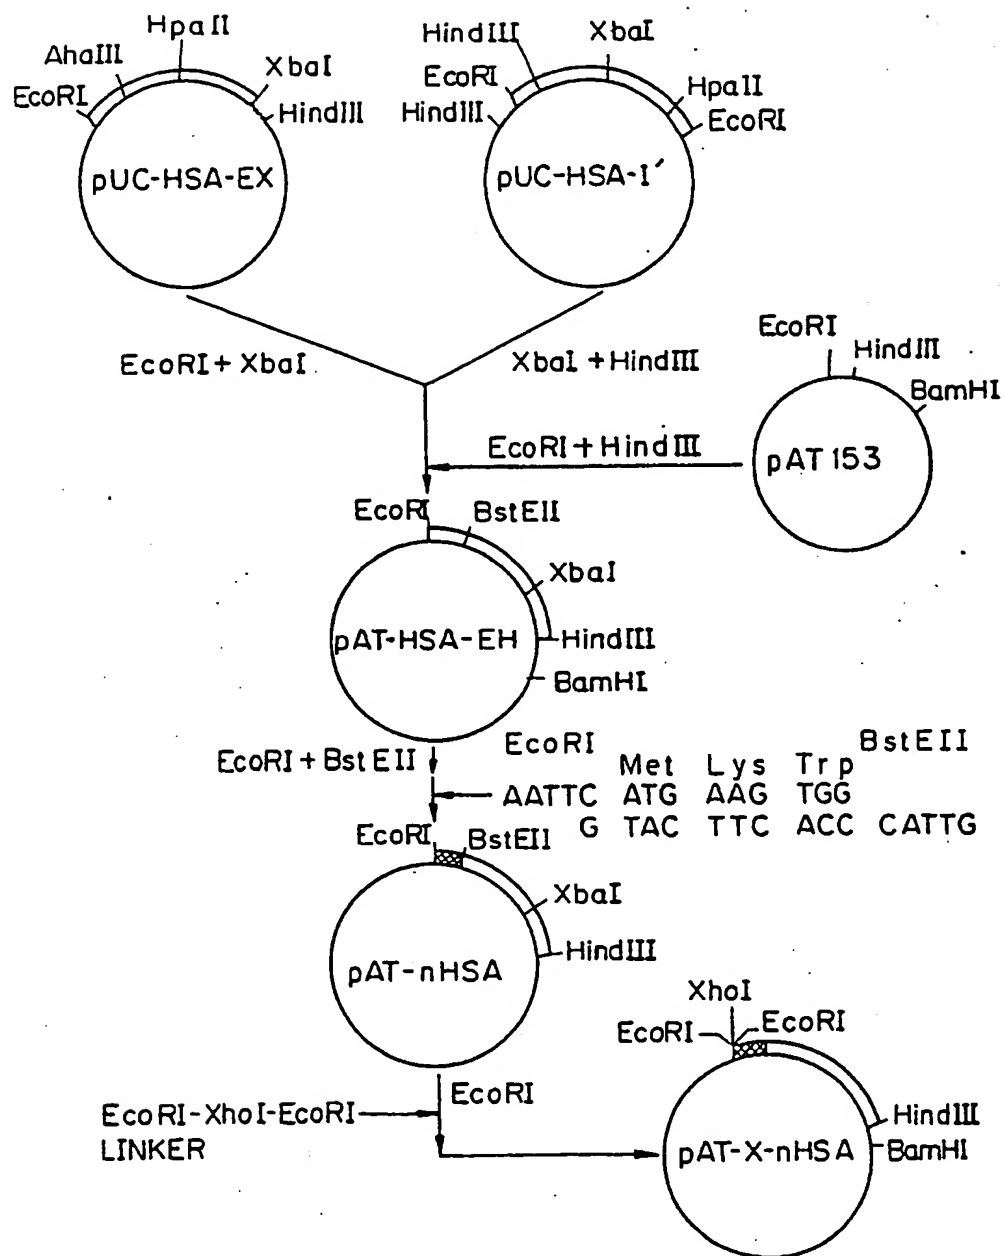 HpaII
AhaIII
XbaI
EcoRI
HindIII
pUC-HSA-EX
HindIII
XbaI
EcoRI
HpaII
HindIII
EcoRI
pUC-HSA-I′
EcoRI+XbaI
XbaI+HindIII
EcoRI
HindIII
BamHI
pAT 153
EcoRI+HindIII
EcoRI
BstEII
XbaI
pAT-HSA-EH
HindIII
BamHI
EcoRI+BstEII
EcoRI
BstEII
Met Lys Trp
AATTC ATG AAG TGG
G TAC TTC ACC CATTG
EcoRI
BstEII
XbaI
HindIII
pAT-nHSA
XhoI
EcoRI
EcoRI
EcoRI
EcoRI-XhoI-EcoRI
LINKER
HindIII
pAT-X-nHSA
BamHI